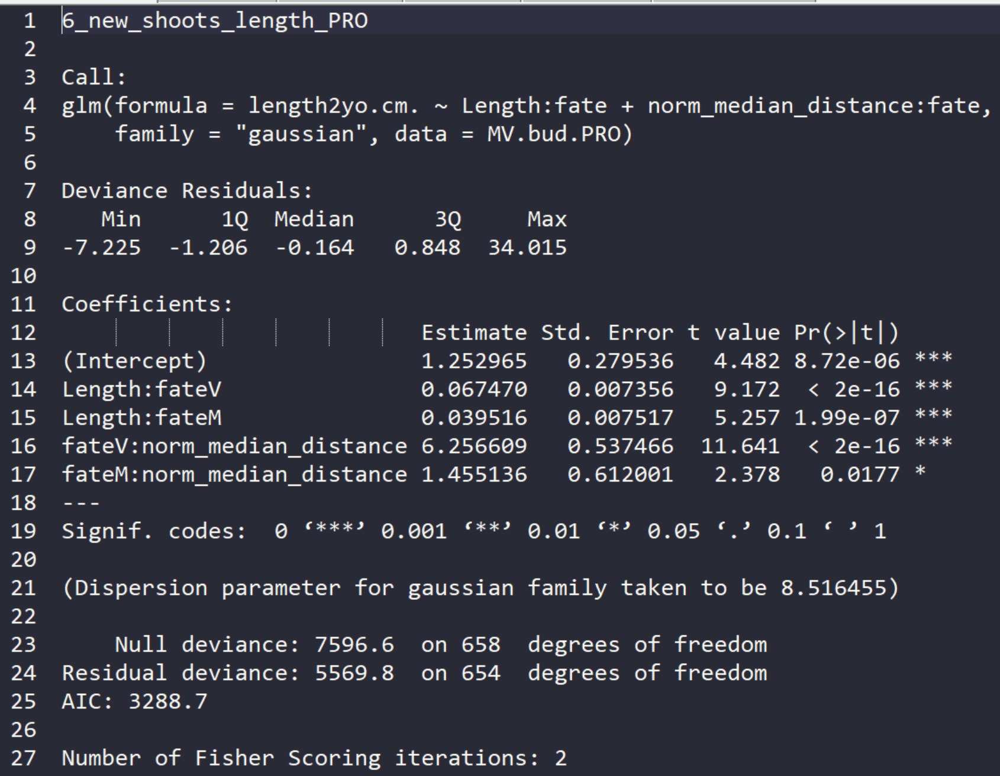 1 6_new_shoots_length_PRO
2
3 Call:
4 glm(formula = length2yo.cm. ~ Length:fate + norm_median_distance:fate,
5     family = "gaussian", data = MV.bud.PRO)
6
7 Deviance Residuals:
8    Min      1Q  Median      3Q     Max
9 -7.225  -1.206  -0.164   0.848  34.015
10
11 Coefficients:
12                            Estimate Std. Error t value Pr(>|t|)
13 (Intercept)                1.252965   0.279536   4.482 8.72e-06 ***
14 Length:fateV               0.067470   0.007356   9.172  < 2e-16 ***
15 Length:fateM               0.039516   0.007517   5.257 1.99e-07 ***
16 fateV:norm_median_distance 6.256609   0.537466  11.641  < 2e-16 ***
17 fateM:norm_median_distance 1.455136   0.612001   2.378   0.0177 *
18 ---
19 Signif. codes:  0 ‘***’ 0.001 ‘**’ 0.01 ‘*’ 0.05 ‘.’ 0.1 ‘ ’ 1
20
21 (Dispersion parameter for gaussian family taken to be 8.516455)
22
23     Null deviance: 7596.6  on 658  degrees of freedom
24 Residual deviance: 5569.8  on 654  degrees of freedom
25 AIC: 3288.7
26
27 Number of Fisher Scoring iterations: 2